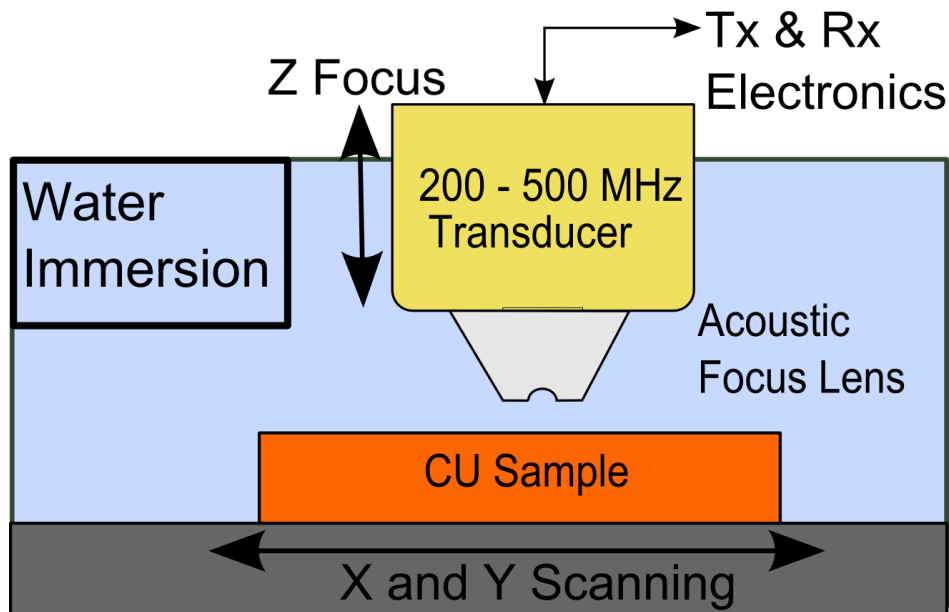 Tx & Rx
Electronics
Z Focus
200 - 500 MHz
Transducer
Water
Immersion
Acoustic
Focus Lens
CU Sample
X and Y Scanning